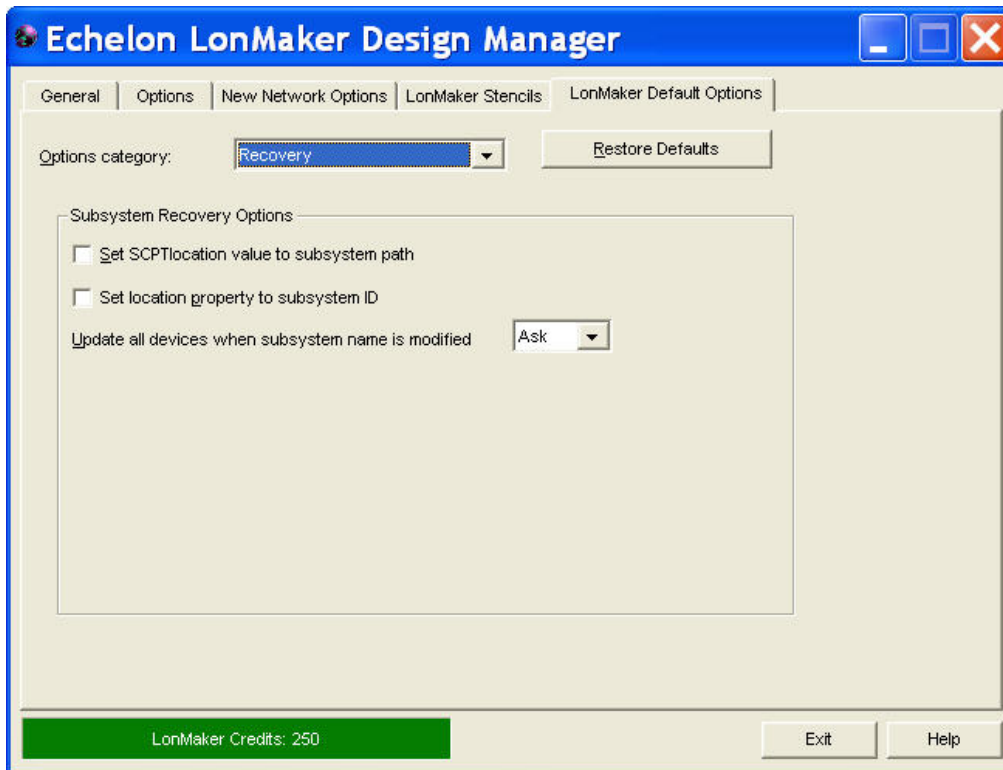 Echelon LonMaker Design Manager
General Options New Network Options LonMaker Stencils LonMaker Default Options
Options category: Recovery Restore Defaults
Subsystem Recovery Options
Set SCPTlocation value to subsystem path
Set location property to subsystem ID
Update all devices when subsystem name is modified Ask
LonMaker Credits: 250 Exit Help